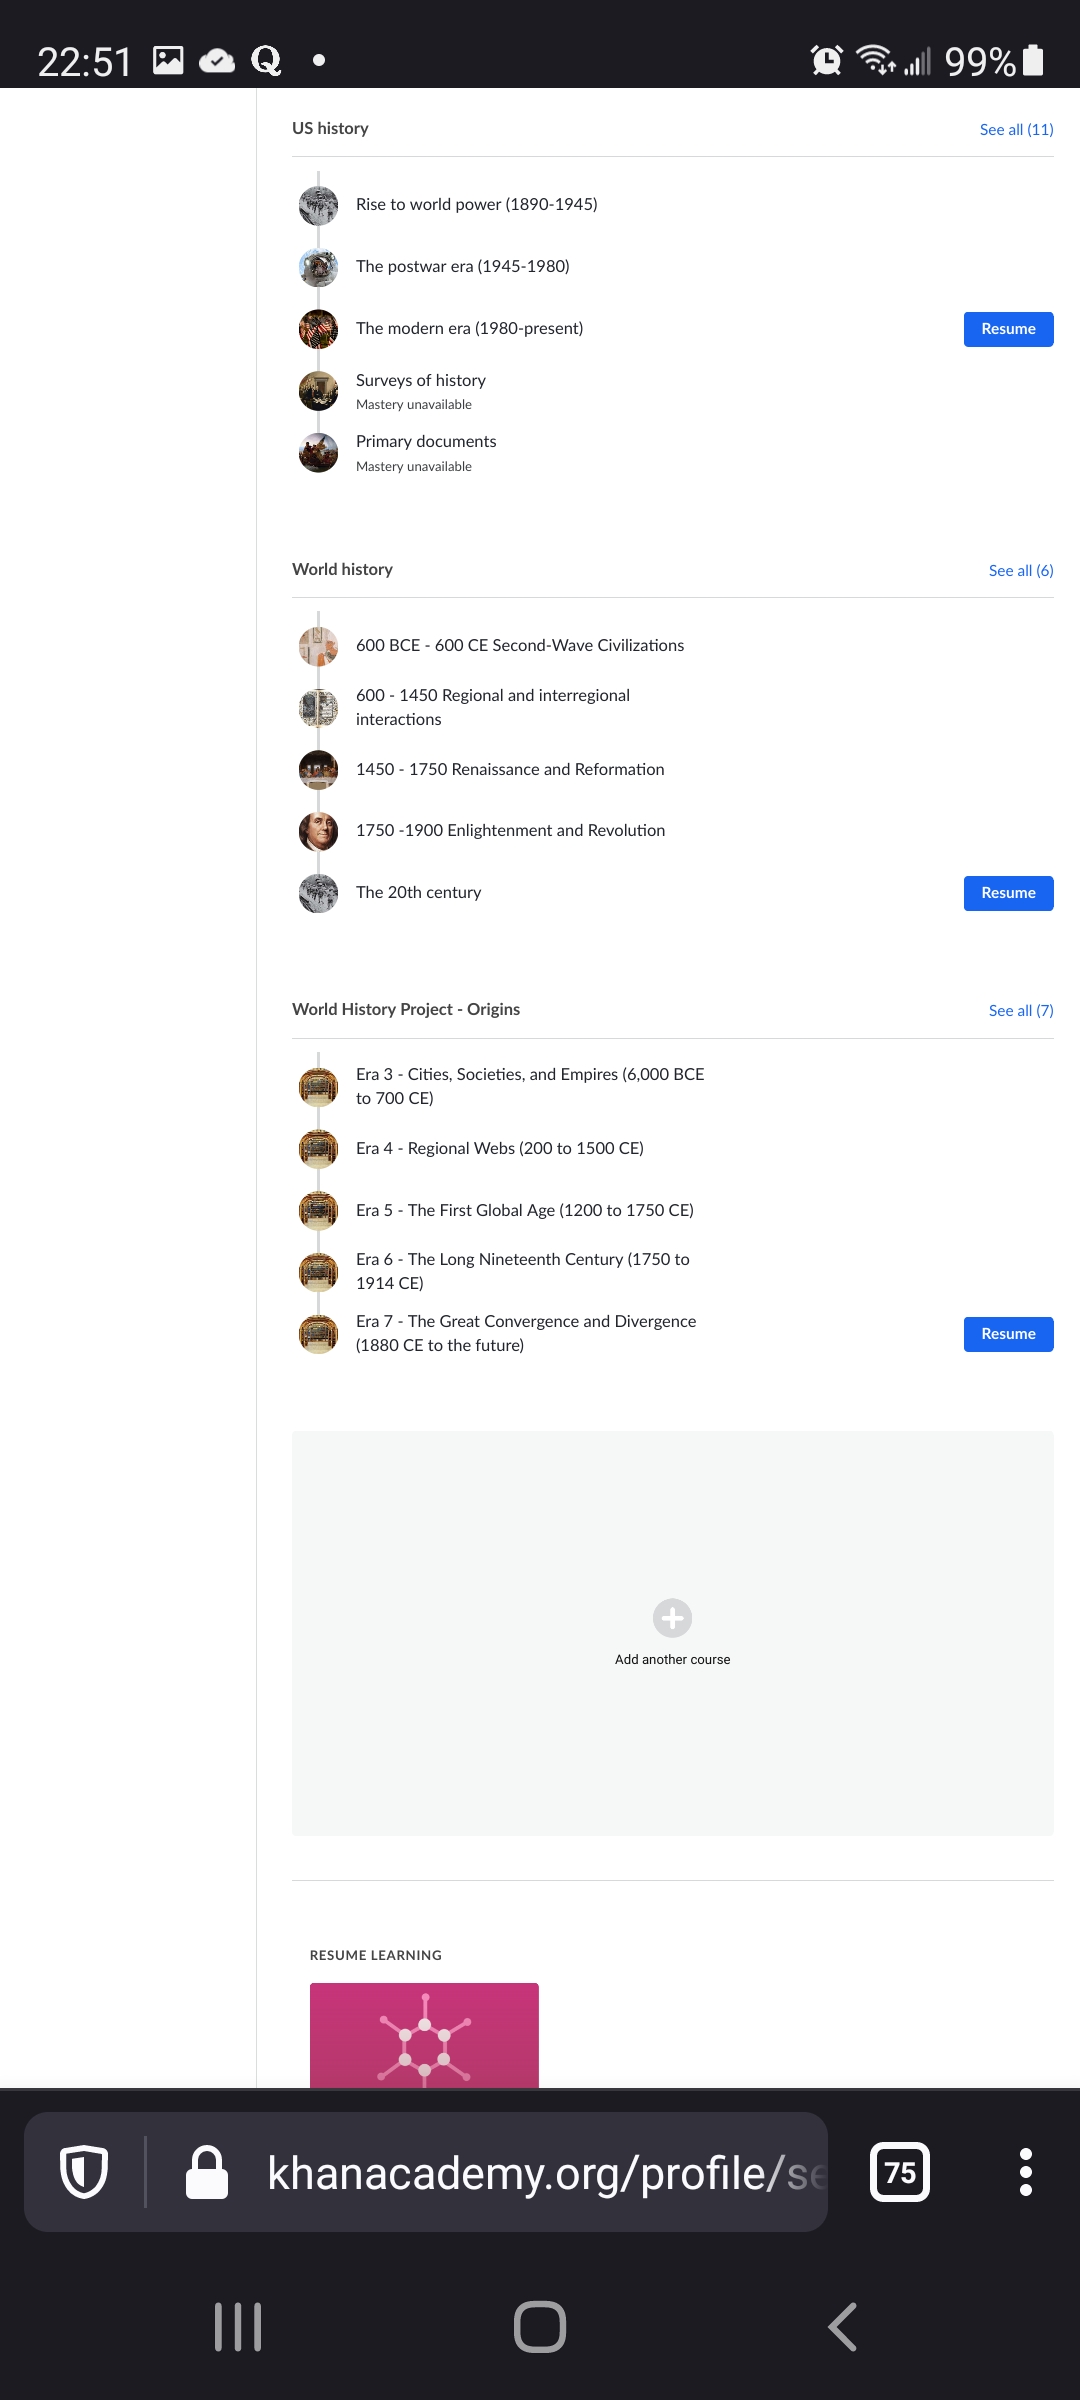 22:51
99%
US history
See all (11)
Rise to world power (1890-1945)
The postwar era (1945-1980)
The modern era (1980-present)
Resume
Surveys of history
Mastery unavailable
Primary documents
Mastery unavailable
World history
See all (6)
600 BCE - 600 CE Second-Wave Civilizations
600 - 1450 Regional and interregional
interactions
1450 - 1750 Renaissance and Reformation
1750 -1900 Enlightenment and Revolution
The 20th century
Resume
World History Project - Origins
See all (7)
Era 3 - Cities, Societies, and Empires (6,000 BCE
to 700 CE)
Era 4 - Regional Webs (200 to 1500 CE)
Era 5 - The First Global Age (1200 to 1750 CE)
Era 6 - The Long Nineteenth Century (1750 to
1914 CE)
Era 7 - The Great Convergence and Divergence
(1880 CE to the future)
Resume
Add another course
RESUME LEARNING
khanacademy.org/profile/se
75